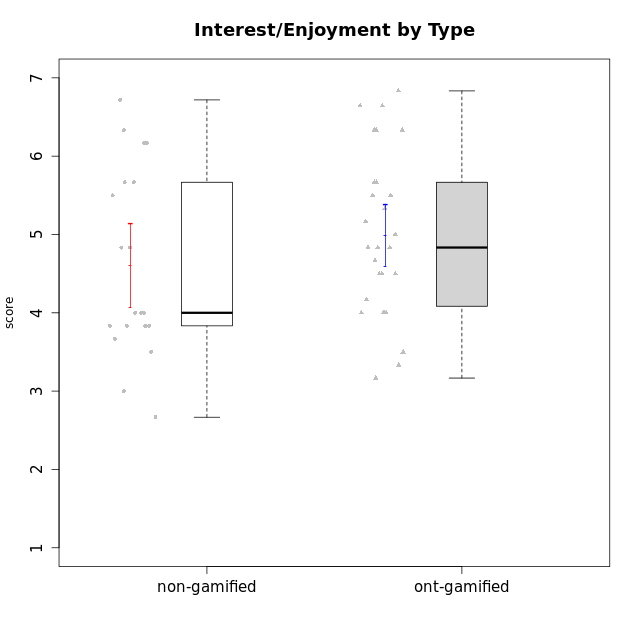 Interest/Enjoyment by Type
7
6
5
4
3
2
1
score
non-gamified
ont-gamified